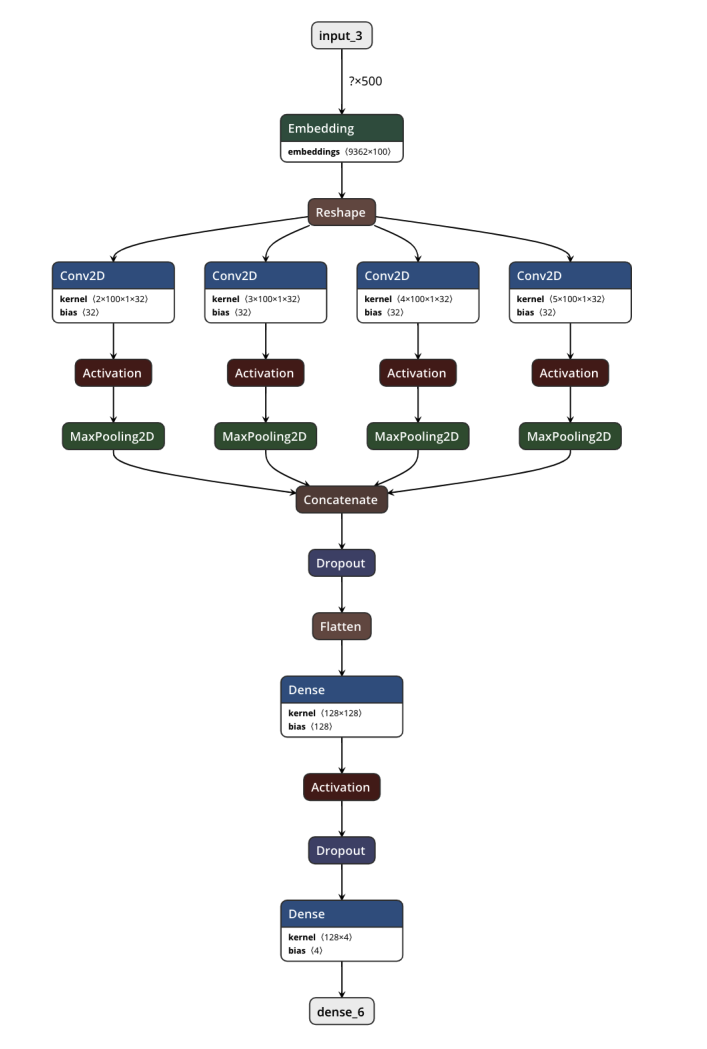 input_3
?×500
Embedding
embeddings ⟨9362×100⟩
Reshape
Conv2D
kernel ⟨2×100×1×32⟩
bias ⟨32⟩
Conv2D
kernel ⟨3×100×1×32⟩
bias ⟨32⟩
Conv2D
kernel ⟨4×100×1×32⟩
bias ⟨32⟩
Conv2D
kernel ⟨5×100×1×32⟩
bias ⟨32⟩
Activation
Activation
Activation
Activation
MaxPooling2D
MaxPooling2D
MaxPooling2D
MaxPooling2D
Concatenate
Dropout
Flatten
Dense
kernel ⟨128×128⟩
bias ⟨128⟩
Activation
Dropout
Dense
kernel ⟨128×4⟩
bias ⟨4⟩
dense_6